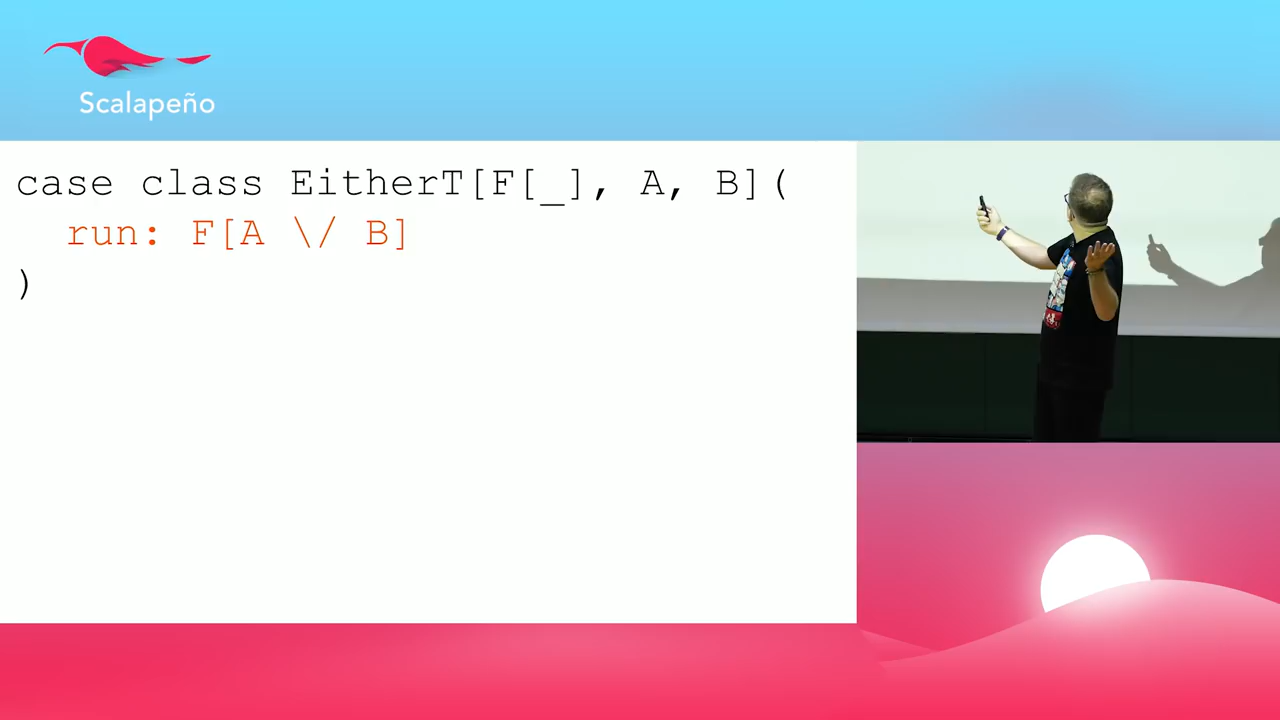 Scalapeño
case class EitherT[F[_], A, B](
  run: F[A \/ B]
)